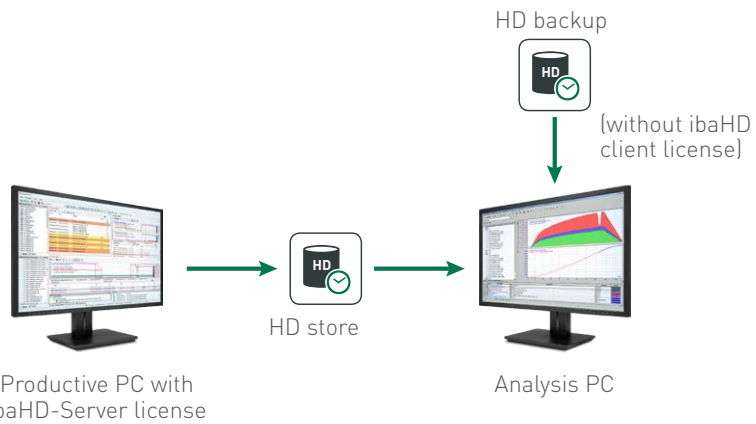 HD backup
HD
(without ibaHD
client license)
HD
HD store
Productive PC with
baHD-Server license
Analysis PC